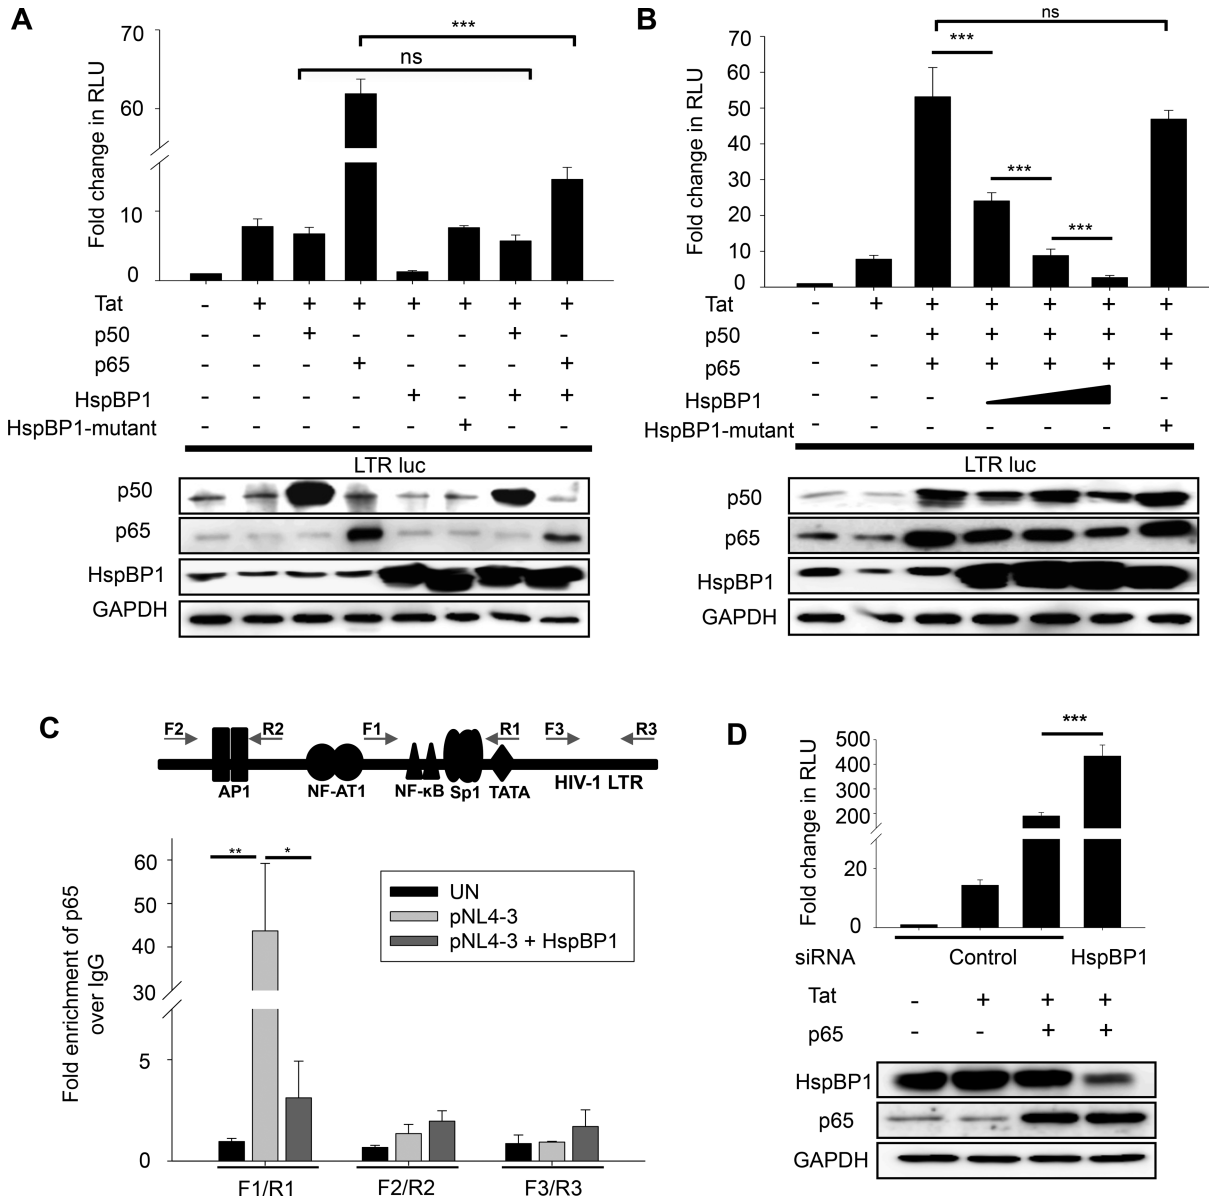 A
Fold change in RLU
70
60
10
0
***
ns
Tat - + + + + + + +
p50 - - + - - - + -
p65 - - - + - - - +
HspBP1 - - - - + - + +
HspBP1-mutant - - - - - + - -
LTR luc
p50
p65
HspBP1
GAPDH
B
Fold change in RLU
70
60
50
40
30
20
10
0
ns
***
***
***
Tat - + + + + + +
p50 - - + + + + +
p65 - - + + + + +
HspBP1 - - - -
HspBP1-mutant - - - - - - +
LTR luc
p50
p65
HspBP1
GAPDH
C
F2 R2 F1 R1 F3 R3
AP1 NF-AT1 NF-κB Sp1 TATA HIV-1 LTR
Fold enrichment of p65
over IgG
60
50
40
30
5
0
** *
UN
pNL4-3
pNL4-3 + HspBP1
F1/R1 F2/R2 F3/R3
D
Fold change in RLU
500
400
300
200
20
0
***
siRNA Control HspBP1
Tat - + + +
p65 - - + +
HspBP1
p65
GAPDH